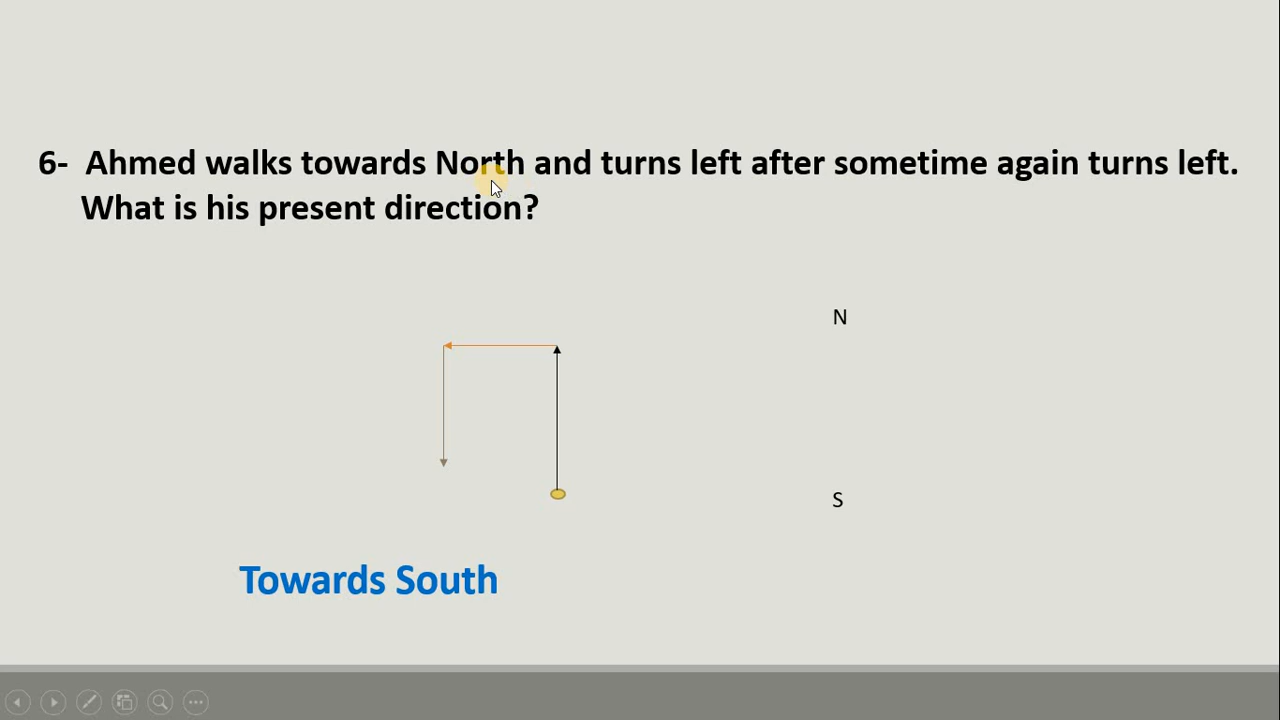 6- Ahmed walks towards North and turns left after sometime again turns left.
What is his present direction?
N
S
Towards South